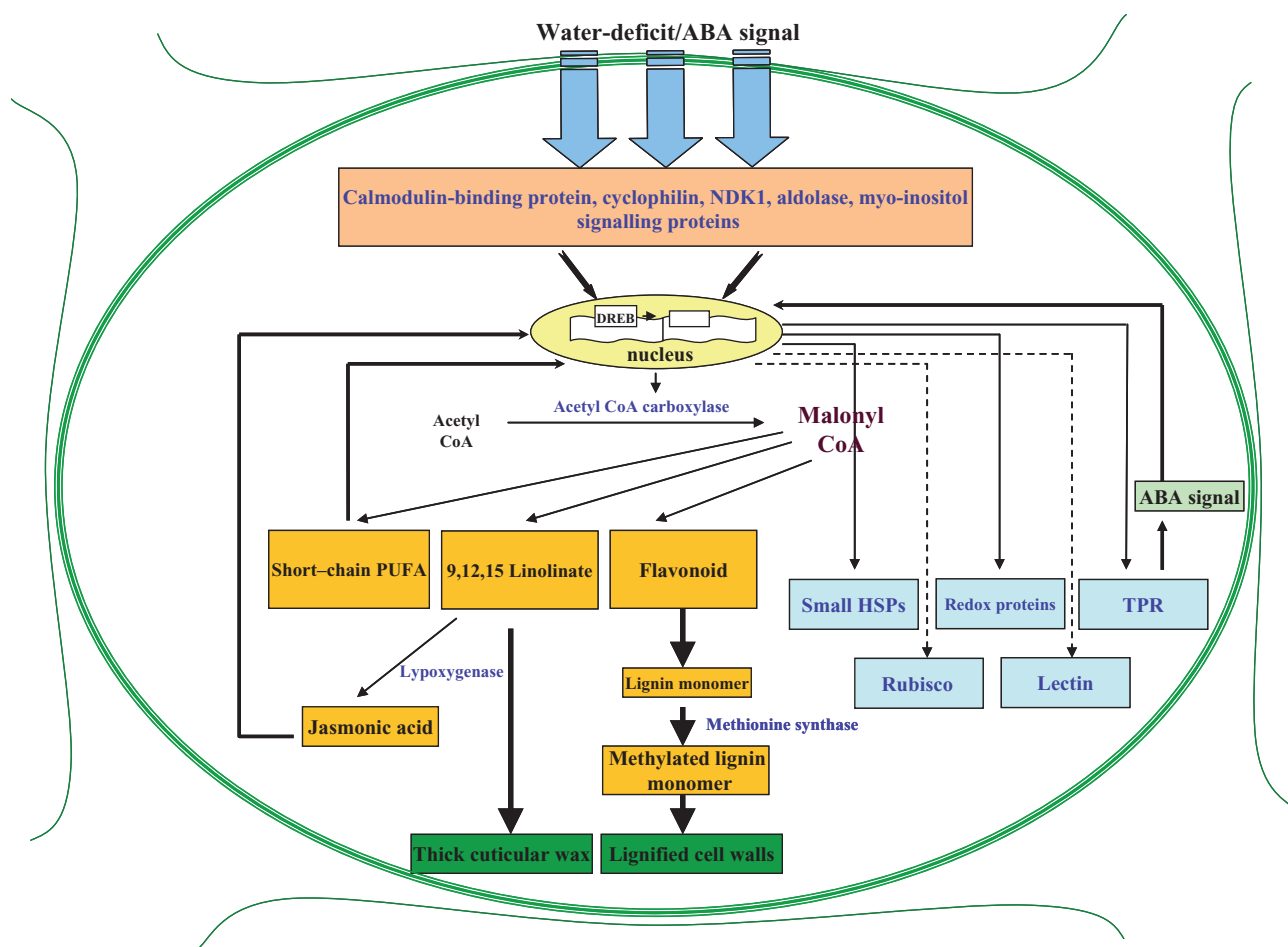 Water-deficit/ABA signal
Calmodulin-binding protein, cyclophilin, NDK1, aldolase, myo-inositol
signalling proteins
DREB
nucleus
Acetyl CoA carboxylase
Acetyl
CoA
Malonyl
CoA
ABA signal
Short–chain PUFA
9,12,15 Linolinate
Flavonoid
Small HSPs
Redox proteins
TPR
Lypoxygenase
Lignin monomer
Rubisco
Lectin
Jasmonic acid
Methionine synthase
Methylated lignin
monomer
Thick cuticular wax
Lignified cell walls